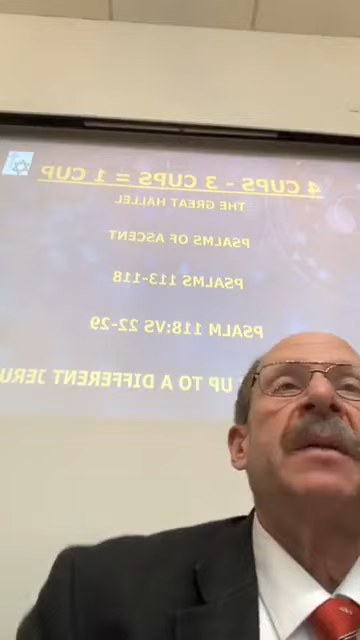 4 CUPS - 3 CUPS = 1 CUP
THE GREAT HALLEL
PSALMS OF ASCENT
PSALMS 113-118
PSALM 118:VS 22-29
UP TO A DIFFERENT JERU